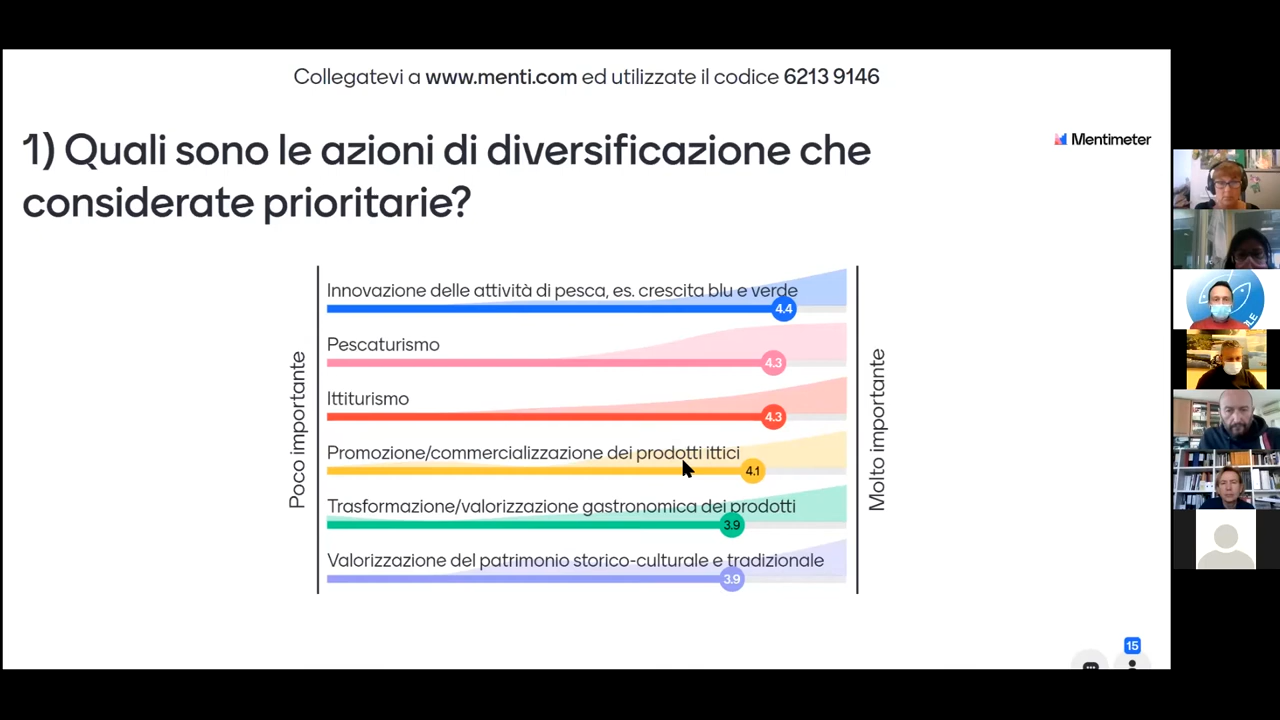 Collegatevi a www.menti.com ed utilizzate il codice 6213 9146
1) Quali sono le azioni di diversificazione che
considerate prioritarie?
Mentimeter
Poco importante
Innovazione delle attività di pesca, es. crescita blu e verde
4.4
Pescaturismo
4.3
Ittiturismo
4.3
Promozione/commercializzazione dei prodotti ittici
4.1
Trasformazione/valorizzazione gastronomica dei prodotti
3.9
Valorizzazione del patrimonio storico-culturale e tradizionale
3.9
Molto importante
15